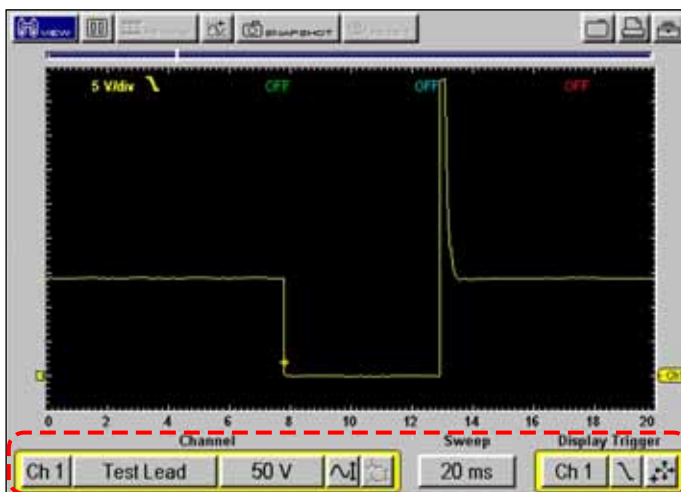 VIEW SNAPSHOT
5 V/div OFF OFF OFF
Ch
0 2 4 6 8 10 12 14 16 18 20
Channel Sweep Display Trigger
Ch 1 Test Lead 50 V 20 ms Ch 1